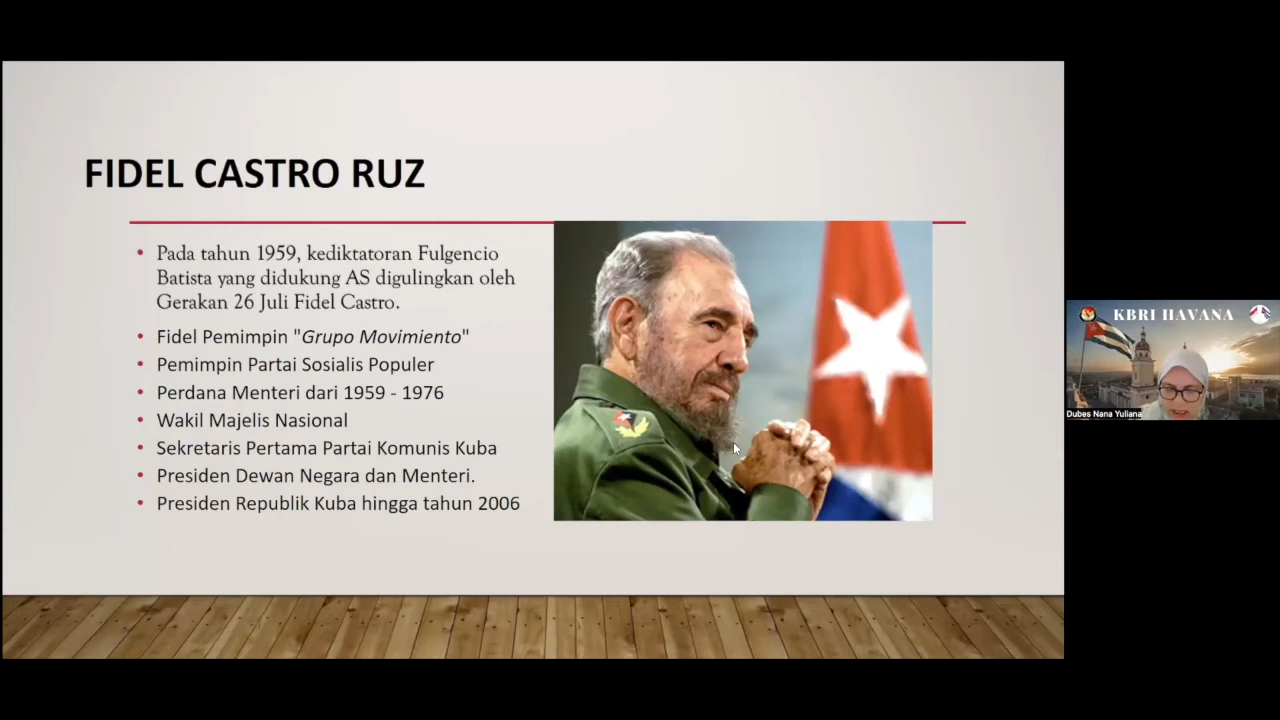 FIDEL CASTRO RUZ
• Pada tahun 1959, kediktatoran Fulgencio
Batista yang didukung AS digulingkan oleh
Gerakan 26 Juli Fidel Castro.
• Fidel Pemimpin "Grupo Movimiento"
• Pemimpin Partai Sosialis Populer
• Perdana Menteri dari 1959 - 1976
• Wakil Majelis Nasional
• Sekretaris Pertama Partai Komunis Kuba
• Presiden Dewan Negara dan Menteri.
• Presiden Republik Kuba hingga tahun 2006
KBRI HAVANA
Dubes Nana Yuliana